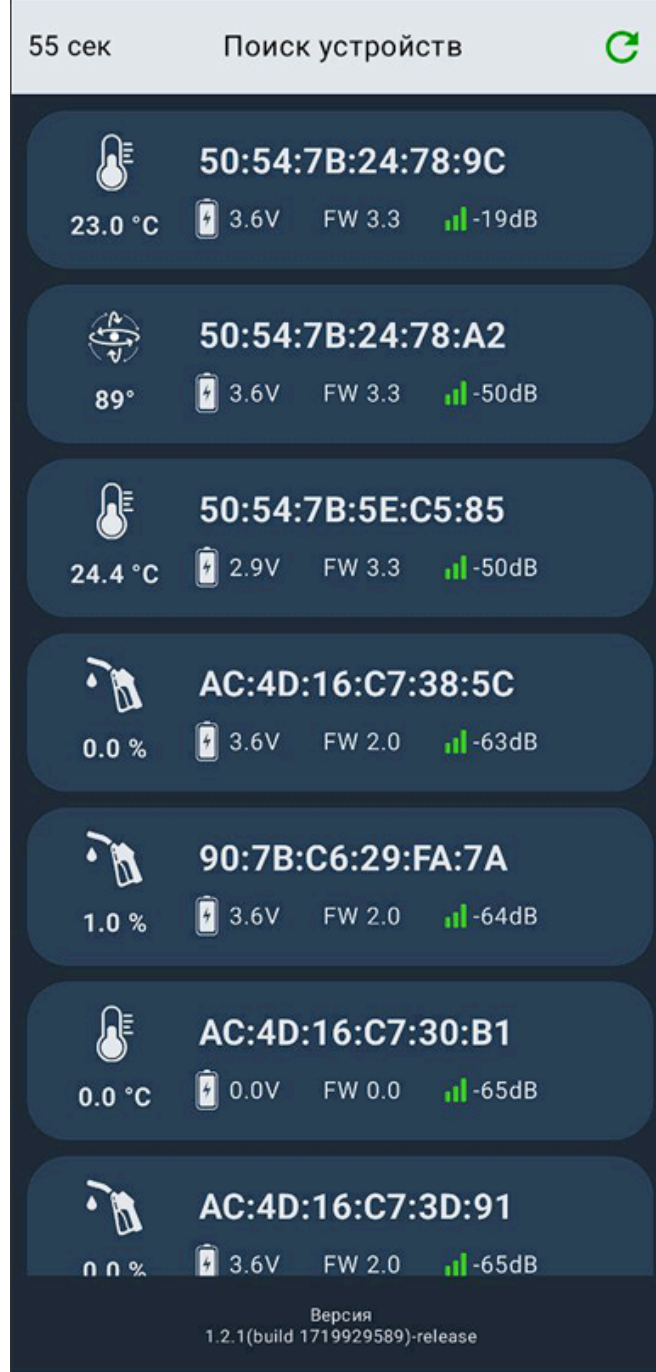 55 сек Поиск устройств
50:54:7B:24:78:9C
23.0 °C 3.6V FW 3.3 -19dB
50:54:7B:24:78:A2
89° 3.6V FW 3.3 -50dB
50:54:7B:5E:C5:85
24.4 °C 2.9V FW 3.3 -50dB
AC:4D:16:C7:38:5C
0.0 % 3.6V FW 2.0 -63dB
90:7B:C6:29:FA:7A
1.0 % 3.6V FW 2.0 -64dB
AC:4D:16:C7:30:B1
0.0 °C 0.0V FW 0.0 -65dB
AC:4D:16:C7:3D:91
0.0 % 3.6V FW 2.0 -65dB
Версия
1.2.1(build 1719929589)-release